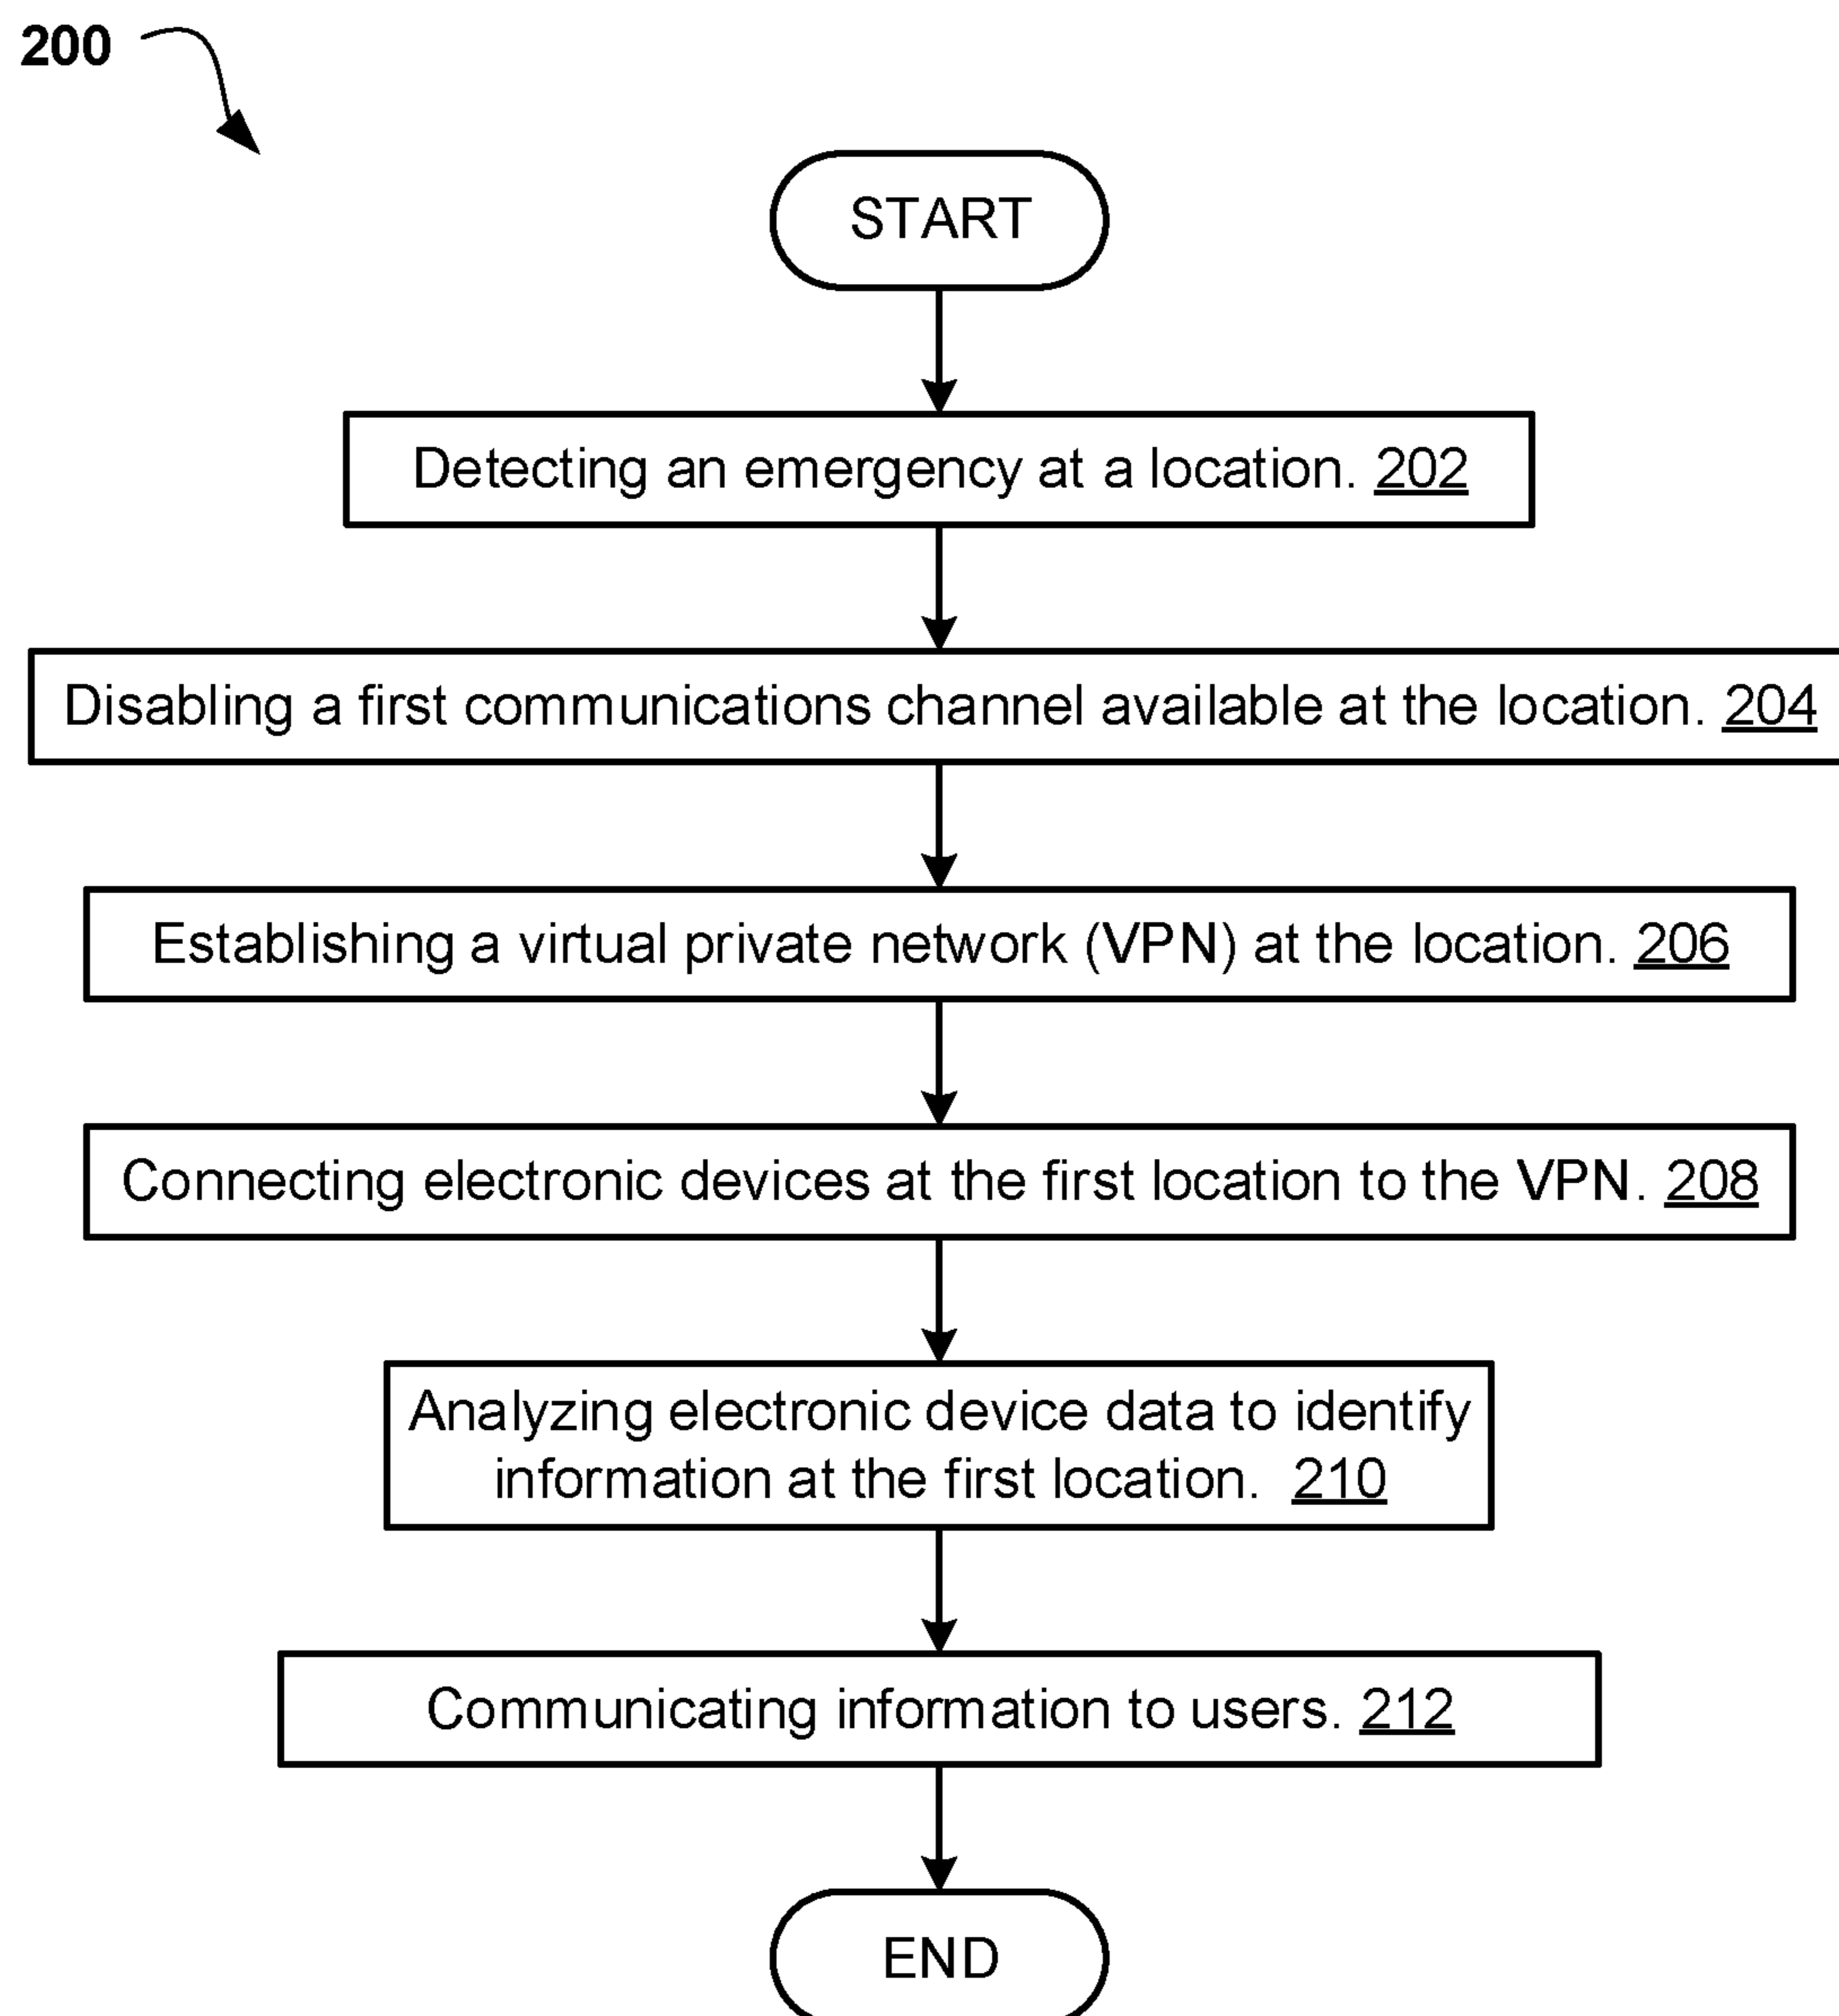 200
START
Detecting an emergency at a location. 202
Disabling a first communications channel available at the location. 204
Establishing a virtual private network (VPN) at the location. 206
Connecting electronic devices at the first location to the VPN. 208
Analyzing electronic device data to identify
information at the first location. 210
Communicating information to users. 212
END